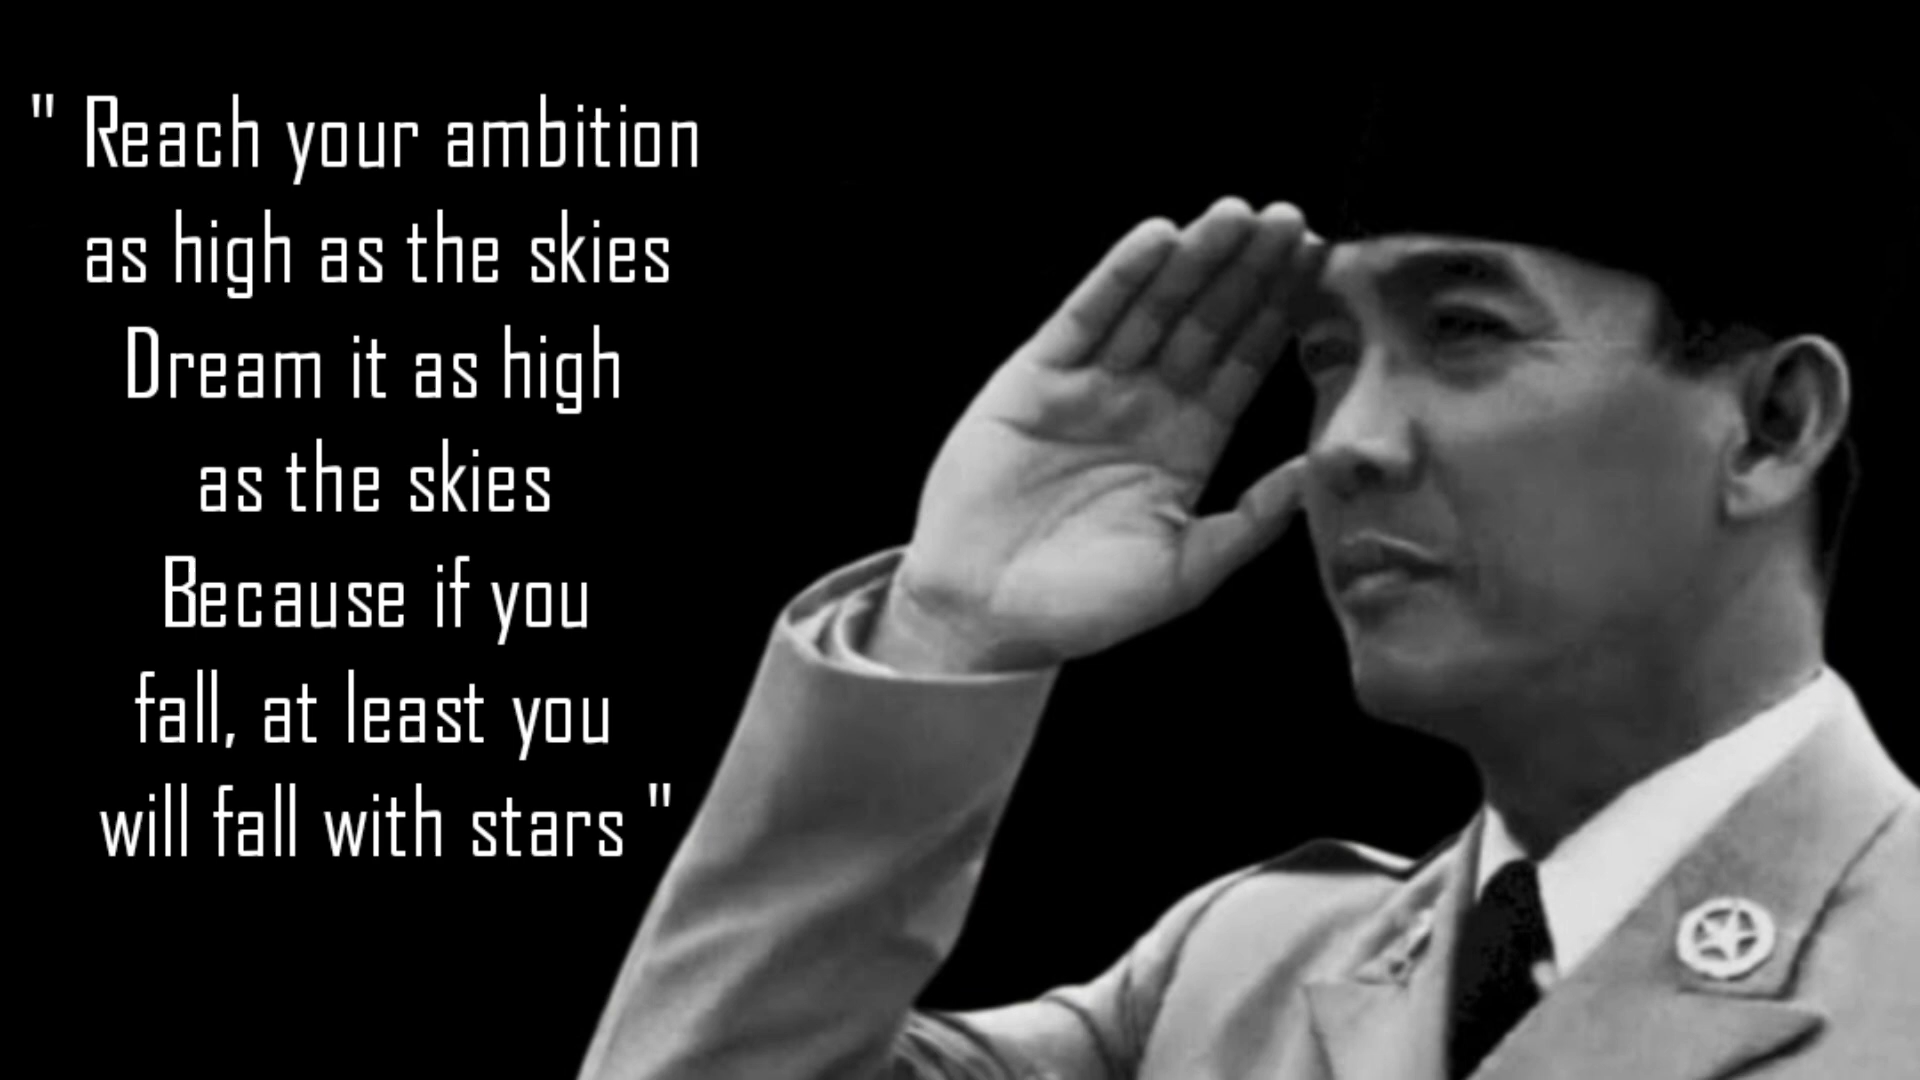 " Reach your ambition
as high as the skies
Dream it as high
as the skies
Because if you
fall, at least you
will fall with stars "